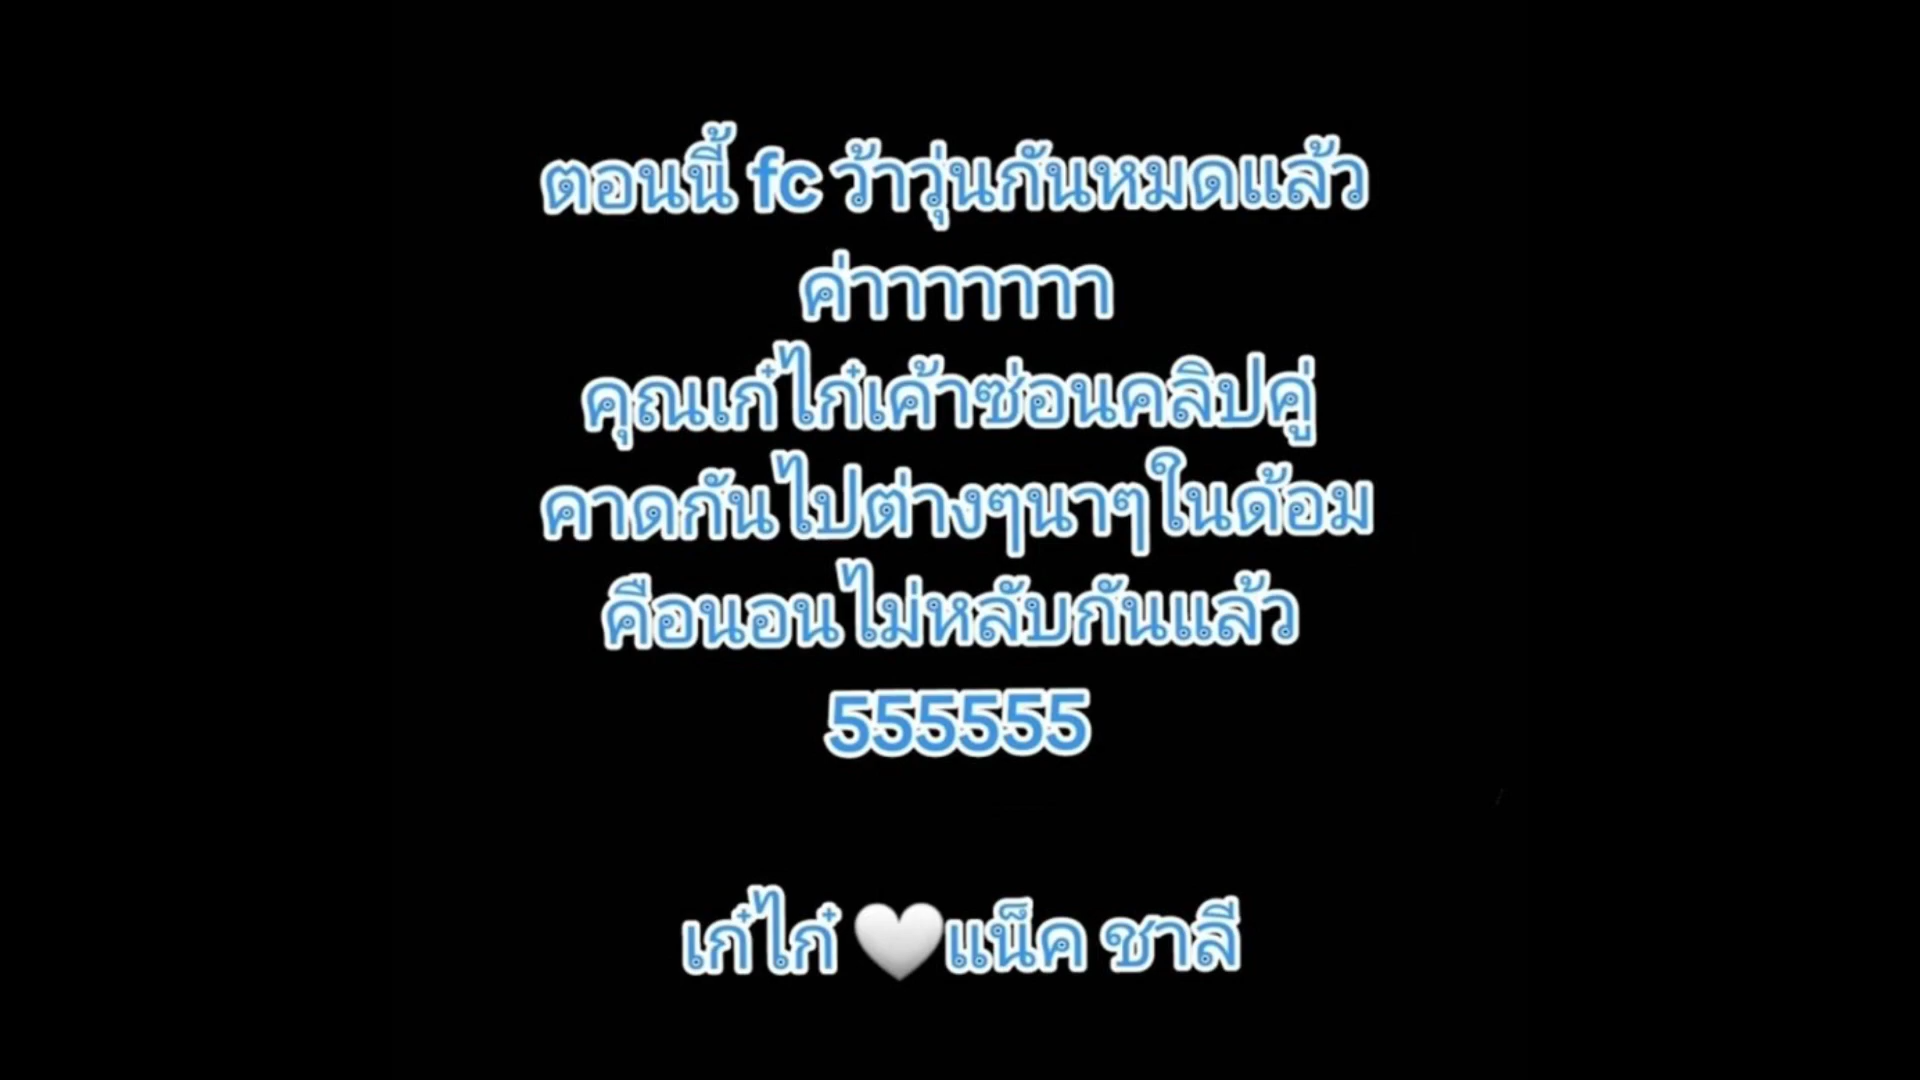 ตอนนี้ fc ว้าวุ่นกันหมดแล้ว
ค่าาาาาาา
คุณเก๋ไก๋เค้าซ่อนคลิปคู่
คาดกันไปต่างๆนาๆในด้อม
คือนอนไม่หลับกันแล้ว
555555
เก๋ไก๋ 🤍แน็ค ชาลี